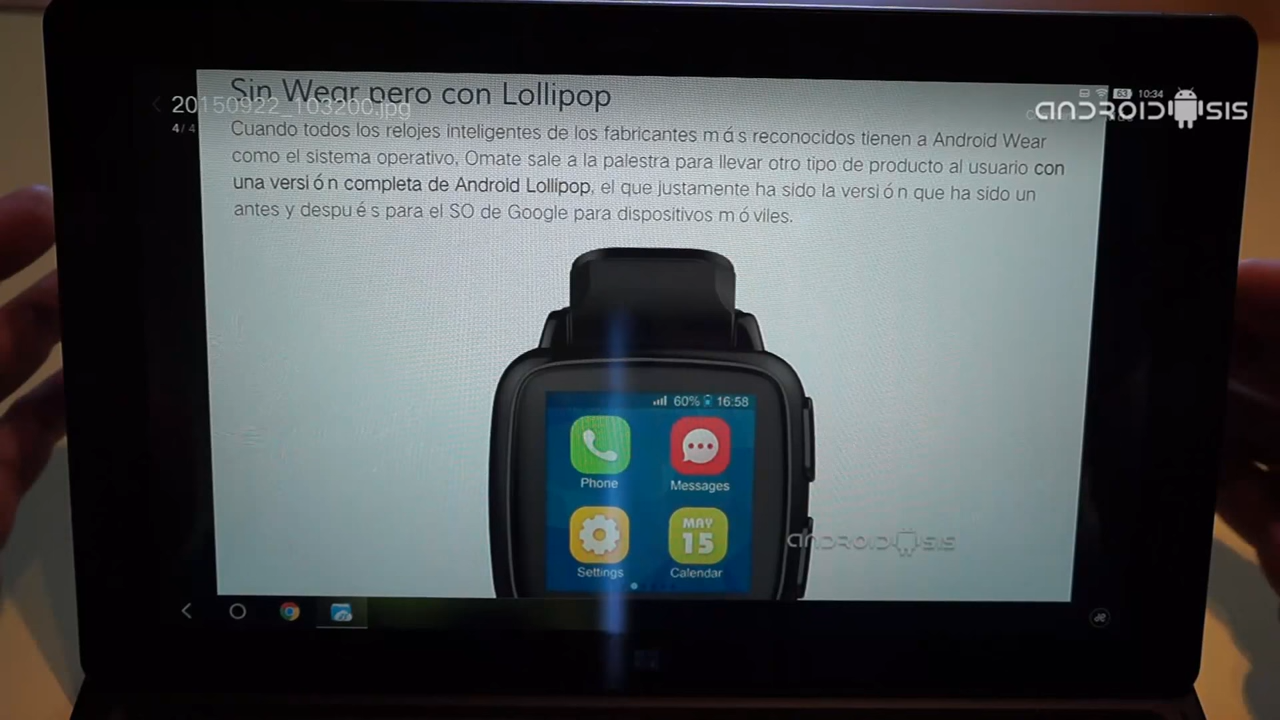 Sin Wear pero con Lollipop
20150922_103200.jpg
63 10:34
ANDROIDSIS
4/4
Cuando todos los relojes inteligentes de los fabricantes más reconocidos tienen a Android Wear
como el sistema operativo, Omate sale a la palestra para llevar otro tipo de producto al usuario con
una versión completa de Android Lollipop, el que justamente ha sido la versión que ha sido un
antes y después para el SO de Google para dispositivos móviles.
60% 16:58
Phone
Messages
MAY
15
Settings
Calendar
ANDROIDSIS